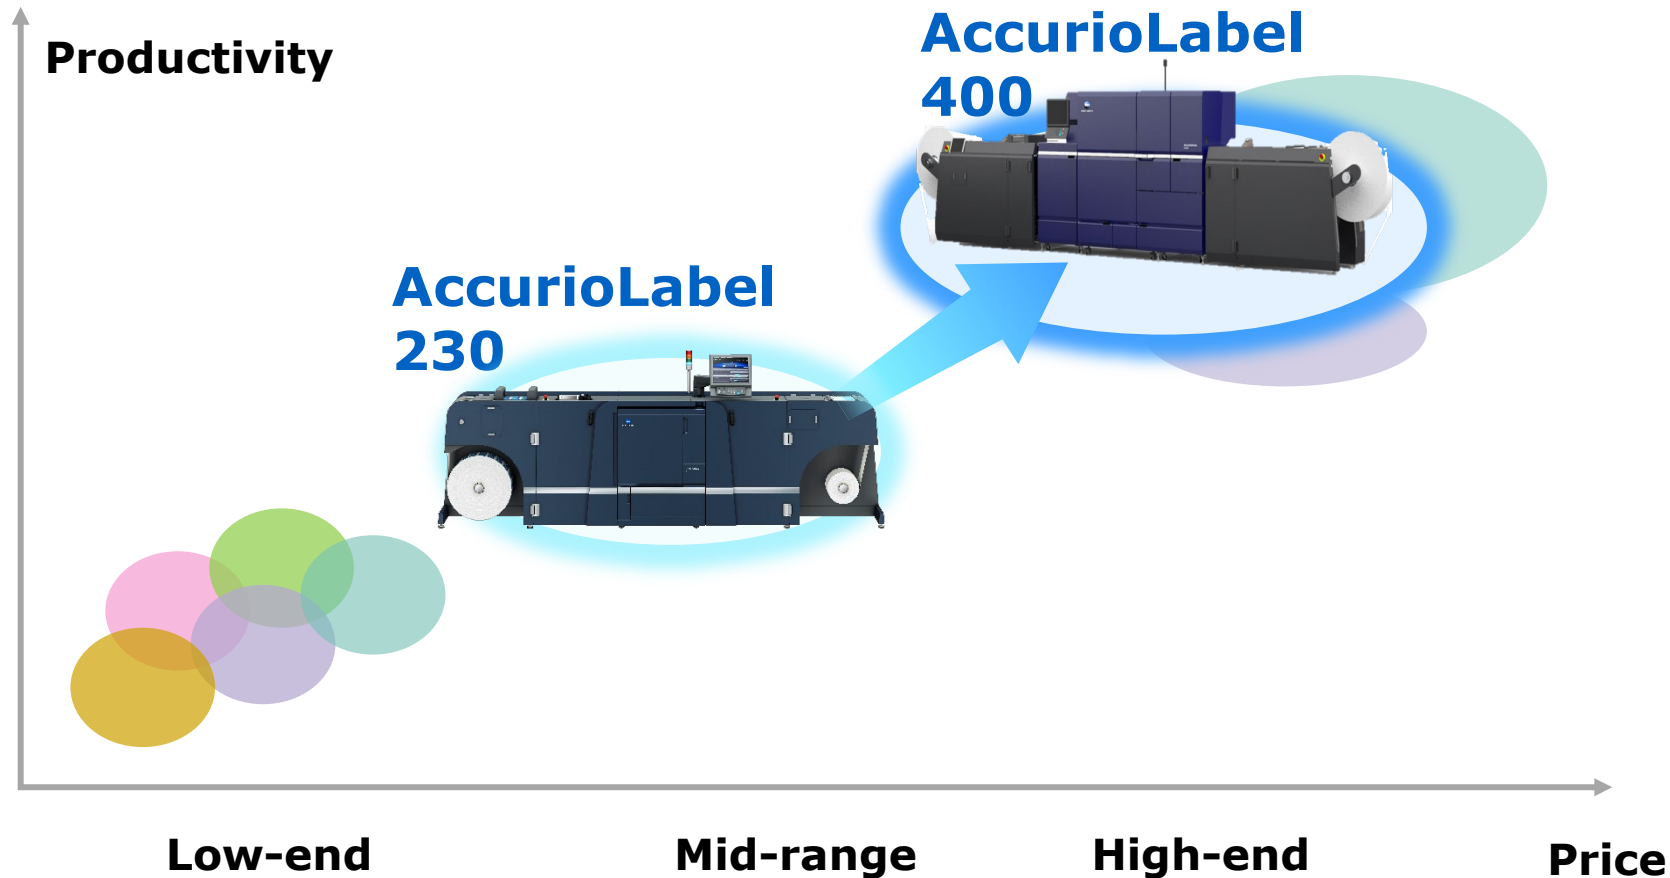 Productivity
AccurioLabel
400
AccurioLabel
230
Low-end
Mid-range
High-end
Price